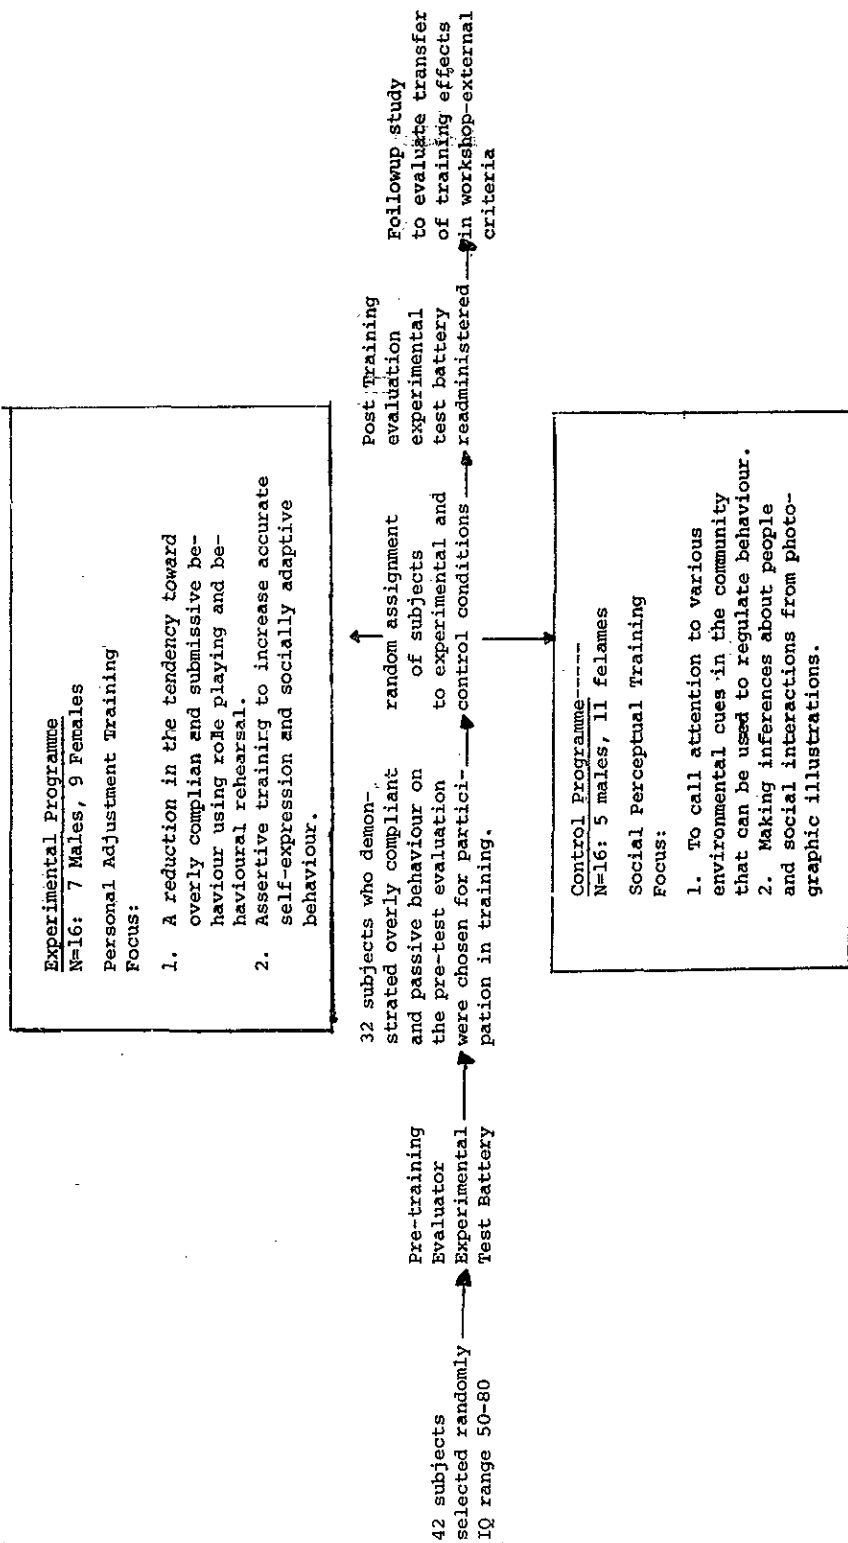 42 subjects
selected randomly
IQ range 50-80
Pre-training
Evaluator
Experimental
Test Battery
32 subjects who demon-
strated overly compliant
and passive behaviour on
the pre-test evaluation
were chosen for partici-
pation in training.
Experimental Programme
N=16: 7 Males, 9 Females
Personal Adjustment Training
Focus:
1. A reduction in the tendency toward
overly complian and submissive be-
haviour using role playing and be-
havioural rehearsal.
2. Assertive training to increase accurate
self-expression and socially adaptive
behaviour.
random assignment
of subjects
to experimental and
control conditions
Control Programme-----
N=16: 5 males, 11 felames
Social Perceptual Training
Focus:
1. To call attention to various
environmental cues in the community
that can be used to regulate behaviour.
2. Making inferences about people
and social interactions from photo-
graphic illustrations.
Post Training
evaluation
experimental
test battery
readministered
Followup study
to evaluate transfer
of training effects
in workshop-external
criteria